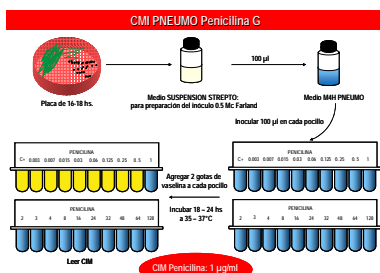 CMI PNEUMO Penicilina G
100 µl
Placa de 16-18 hs.
Medio SUSPENSION STREPTO:
para preparación del inóculo 0.5 Mc Farland
Medio M4H PNEUMO
Inocular 100 µl en cada pocillo
PENICILINA
C+ 0.003 0.007 0.015 0.03 0.06 0.125 0.25 0.5 1
PENICILINA
2 3 4 8 16 24 32 48 64 128
Leer CIM
Agregar 2 gotas de
vaselina a cada pocillo
Incubar 18 – 24 hs
a 35 – 37°C
PENICILINA
C+ 0.003 0.007 0.015 0.03 0.06 0.125 0.25 0.5 1
PENICILINA
2 3 4 8 16 24 32 48 64 128
CIM Penicilina: 1 µg/ml